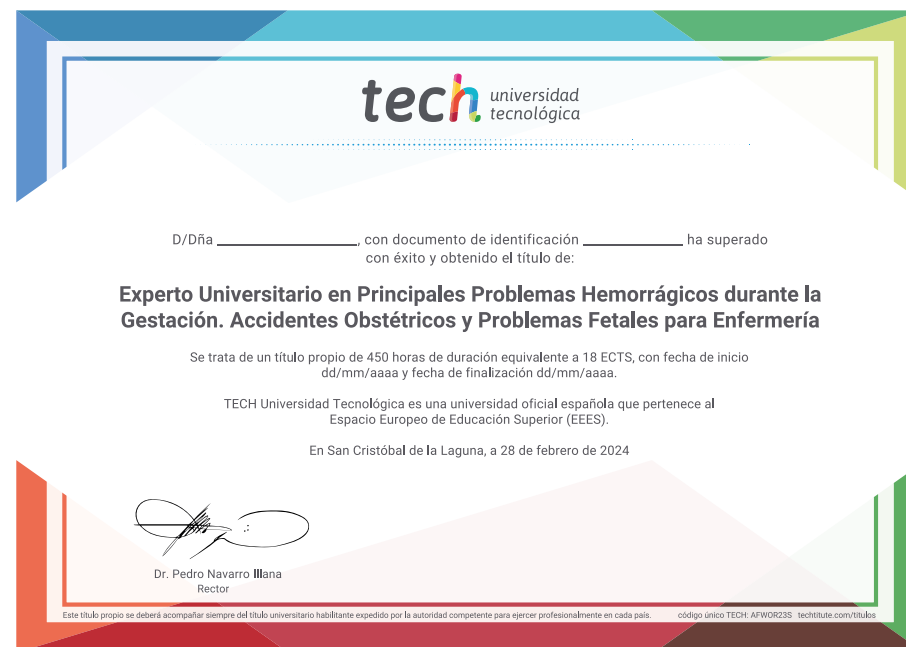 tech universidad
tecnológica
D/Dña ____________________, con documento de identificación ______________ ha superado
con éxito y obtenido el título de:
Experto Universitario en Principales Problemas Hemorrágicos durante la
Gestación. Accidentes Obstétricos y Problemas Fetales para Enfermería
Se trata de un título propio de 450 horas de duración equivalente a 18 ECTS, con fecha de inicio
dd/mm/aaaa y fecha de finalización dd/mm/aaaa.
TECH Universidad Tecnológica es una universidad oficial española que pertenece al
Espacio Europeo de Educación Superior (EEES).
En San Cristóbal de la Laguna, a 28 de febrero de 2024
Dr. Pedro Navarro Illana
Rector
Este título propio se deberá acompañar siempre del título universitario habilitante expedido por la autoridad competente para ejercer profesionalmente en cada país. código único TECH: AFWOR23S techtitute.com/titulos